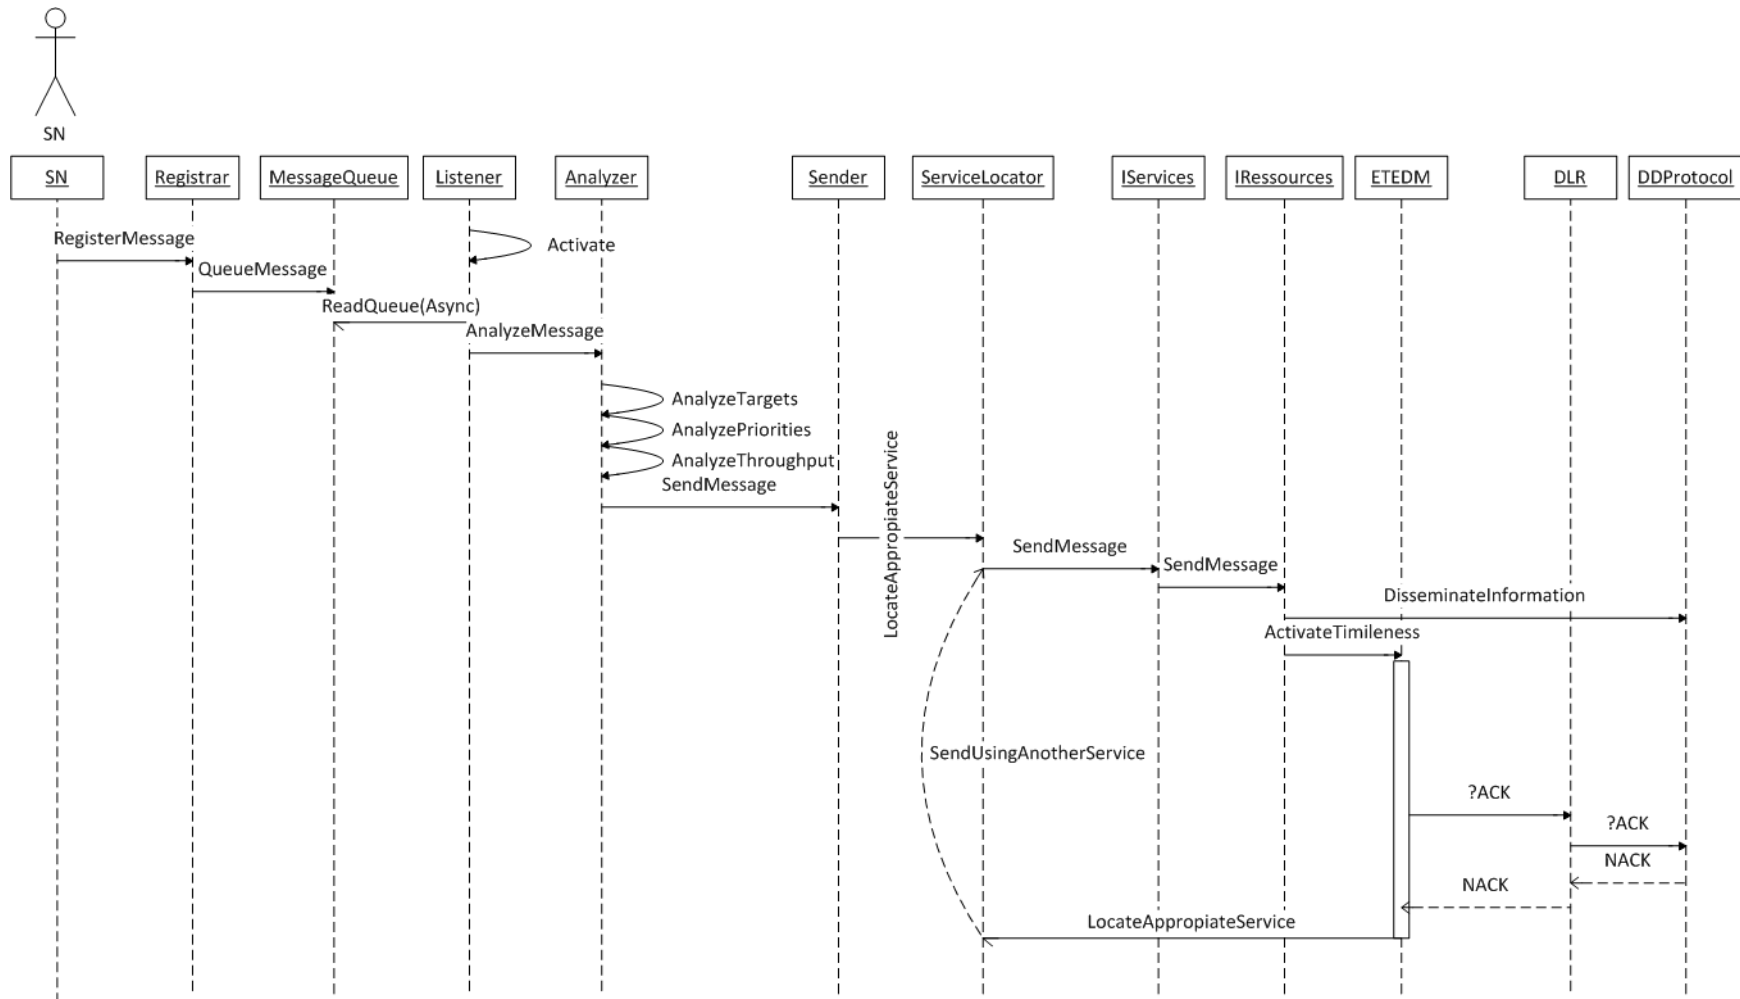 SN
SN
Registrar
MessageQueue
Listener
Analyzer
Sender
ServiceLocator
IServices
IRessources
ETEDM
DLR
DDProtocol
RegisterMessage
Activate
QueueMessage
ReadQueue(Async)
AnalyzeMessage
AnalyzeTargets
AnalyzePriorities
AnalyzeThroughput
SendMessage
LocateAppropiateService
SendMessage
SendMessage
DisseminateInformation
ActivateTimileness
SendUsingAnotherService
?ACK
?ACK
NACK
NACK
LocateAppropiateService